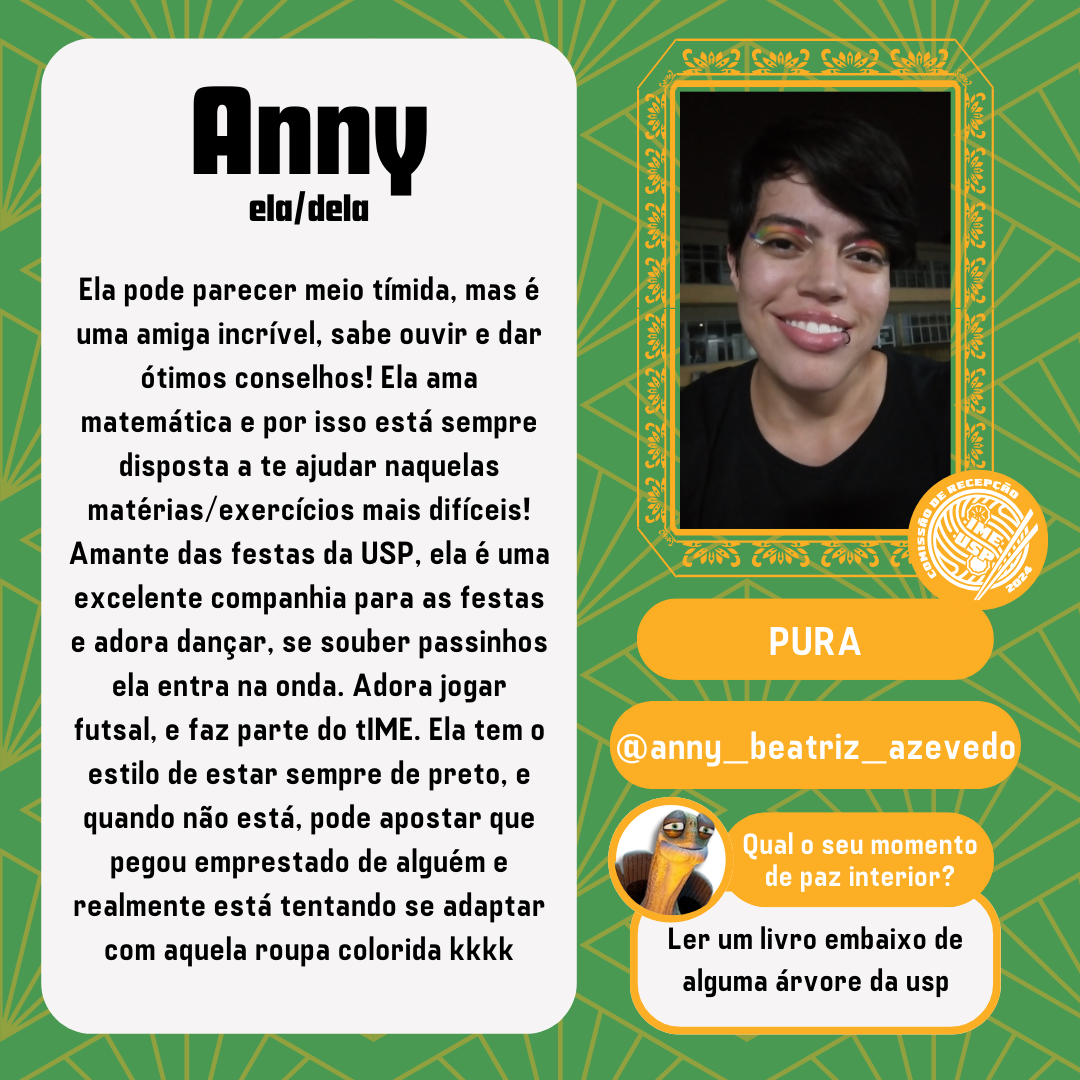 Anny
ela/dela
Ela pode parecer meio tímida, mas é
uma amiga incrível, sabe ouvir e dar
ótimos conselhos! Ela ama
matemática e por isso está sempre
disposta a te ajudar naquelas
matérias/exercícios mais difíceis!
Amante das festas da USP, ela é uma
excelente companhia para as festas
e adora dançar, se souber passinhos
ela entra na onda. Adora jogar
futsal, e faz parte do tIME. Ela tem o
estilo de estar sempre de preto, e
quando não está, pode apostar que
pegou emprestado de alguém e
realmente está tentando se adaptar
com aquela roupa colorida kkkk
COMISSÃO DE RECEPÇÃO
IME
USP
2024
PURA
@anny_beatriz_azevedo
Qual o seu momento
de paz interior?
Ler um livro embaixo de
alguma árvore da usp